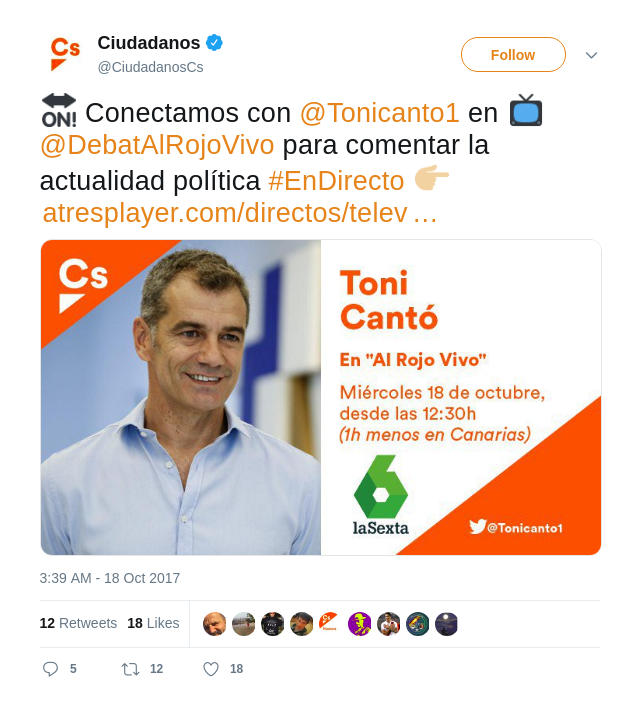 Ciudadanos
@CiudadanosCs
Follow
ON! Conectamos con @Tonicanto1 en
@DebatAlRojoVivo para comentar la
actualidad política #EnDirecto
atresplayer.com/directos/telev…
Cs
Toni
Cantó
En "Al Rojo Vivo"
Miércoles 18 de octubre,
desde las 12:30h
(1h menos en Canarias)
laSexta
@Tonicanto1
3:39 AM - 18 Oct 2017
12 Retweets 18 Likes
5 12 18